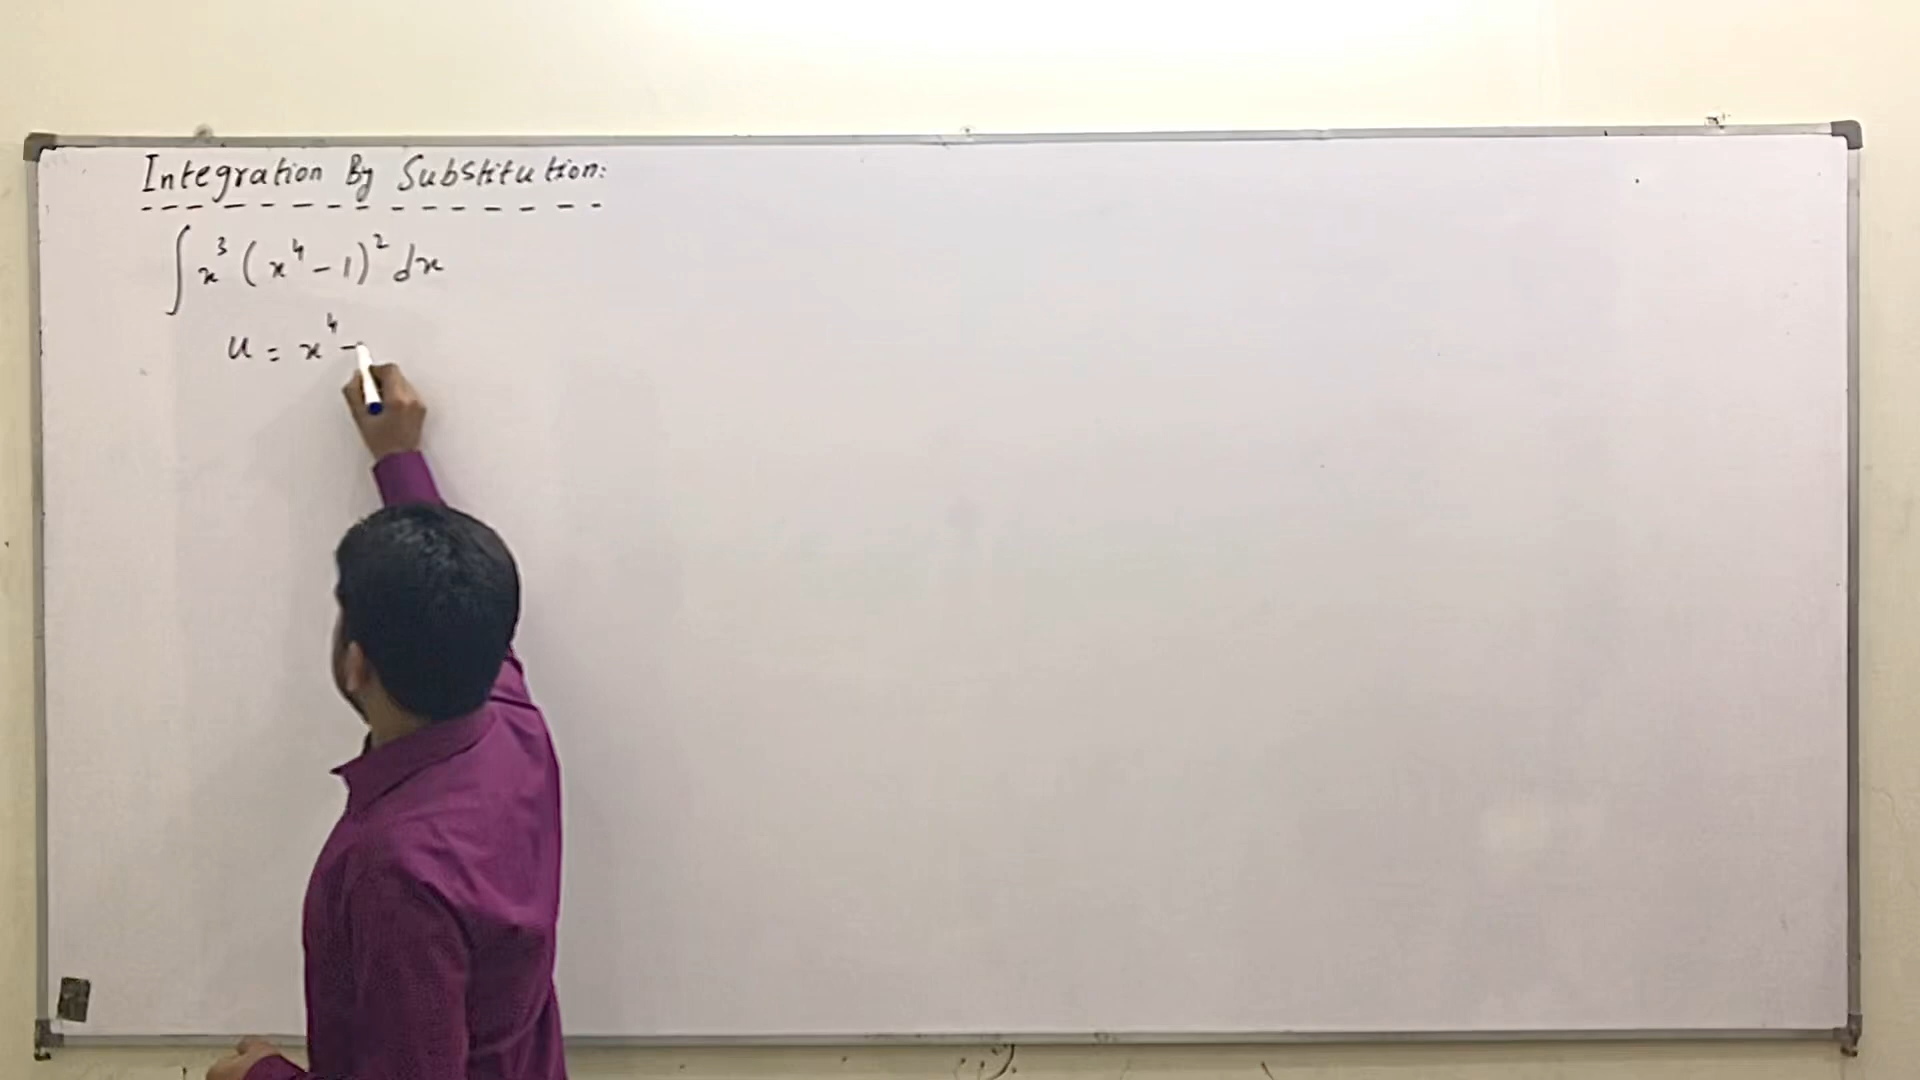 Integration By Substitution:
∫x³(x⁴-1)²dx
u = x⁴-